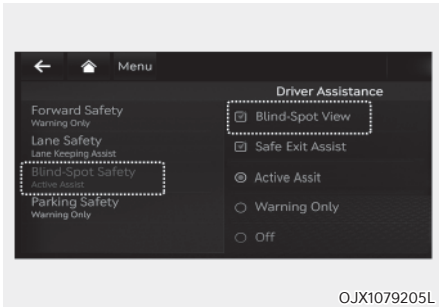 Menu
Driver Assistance
Forward Safety
Warning Only
Lane Safety
Lane Keeping Assist
Blind-Spot Safety
Active Assist
Parking Safety
Warning Only
Blind-Spot View
Safe Exit Assist
Active Assit
Warning Only
Off
OJX1079205L